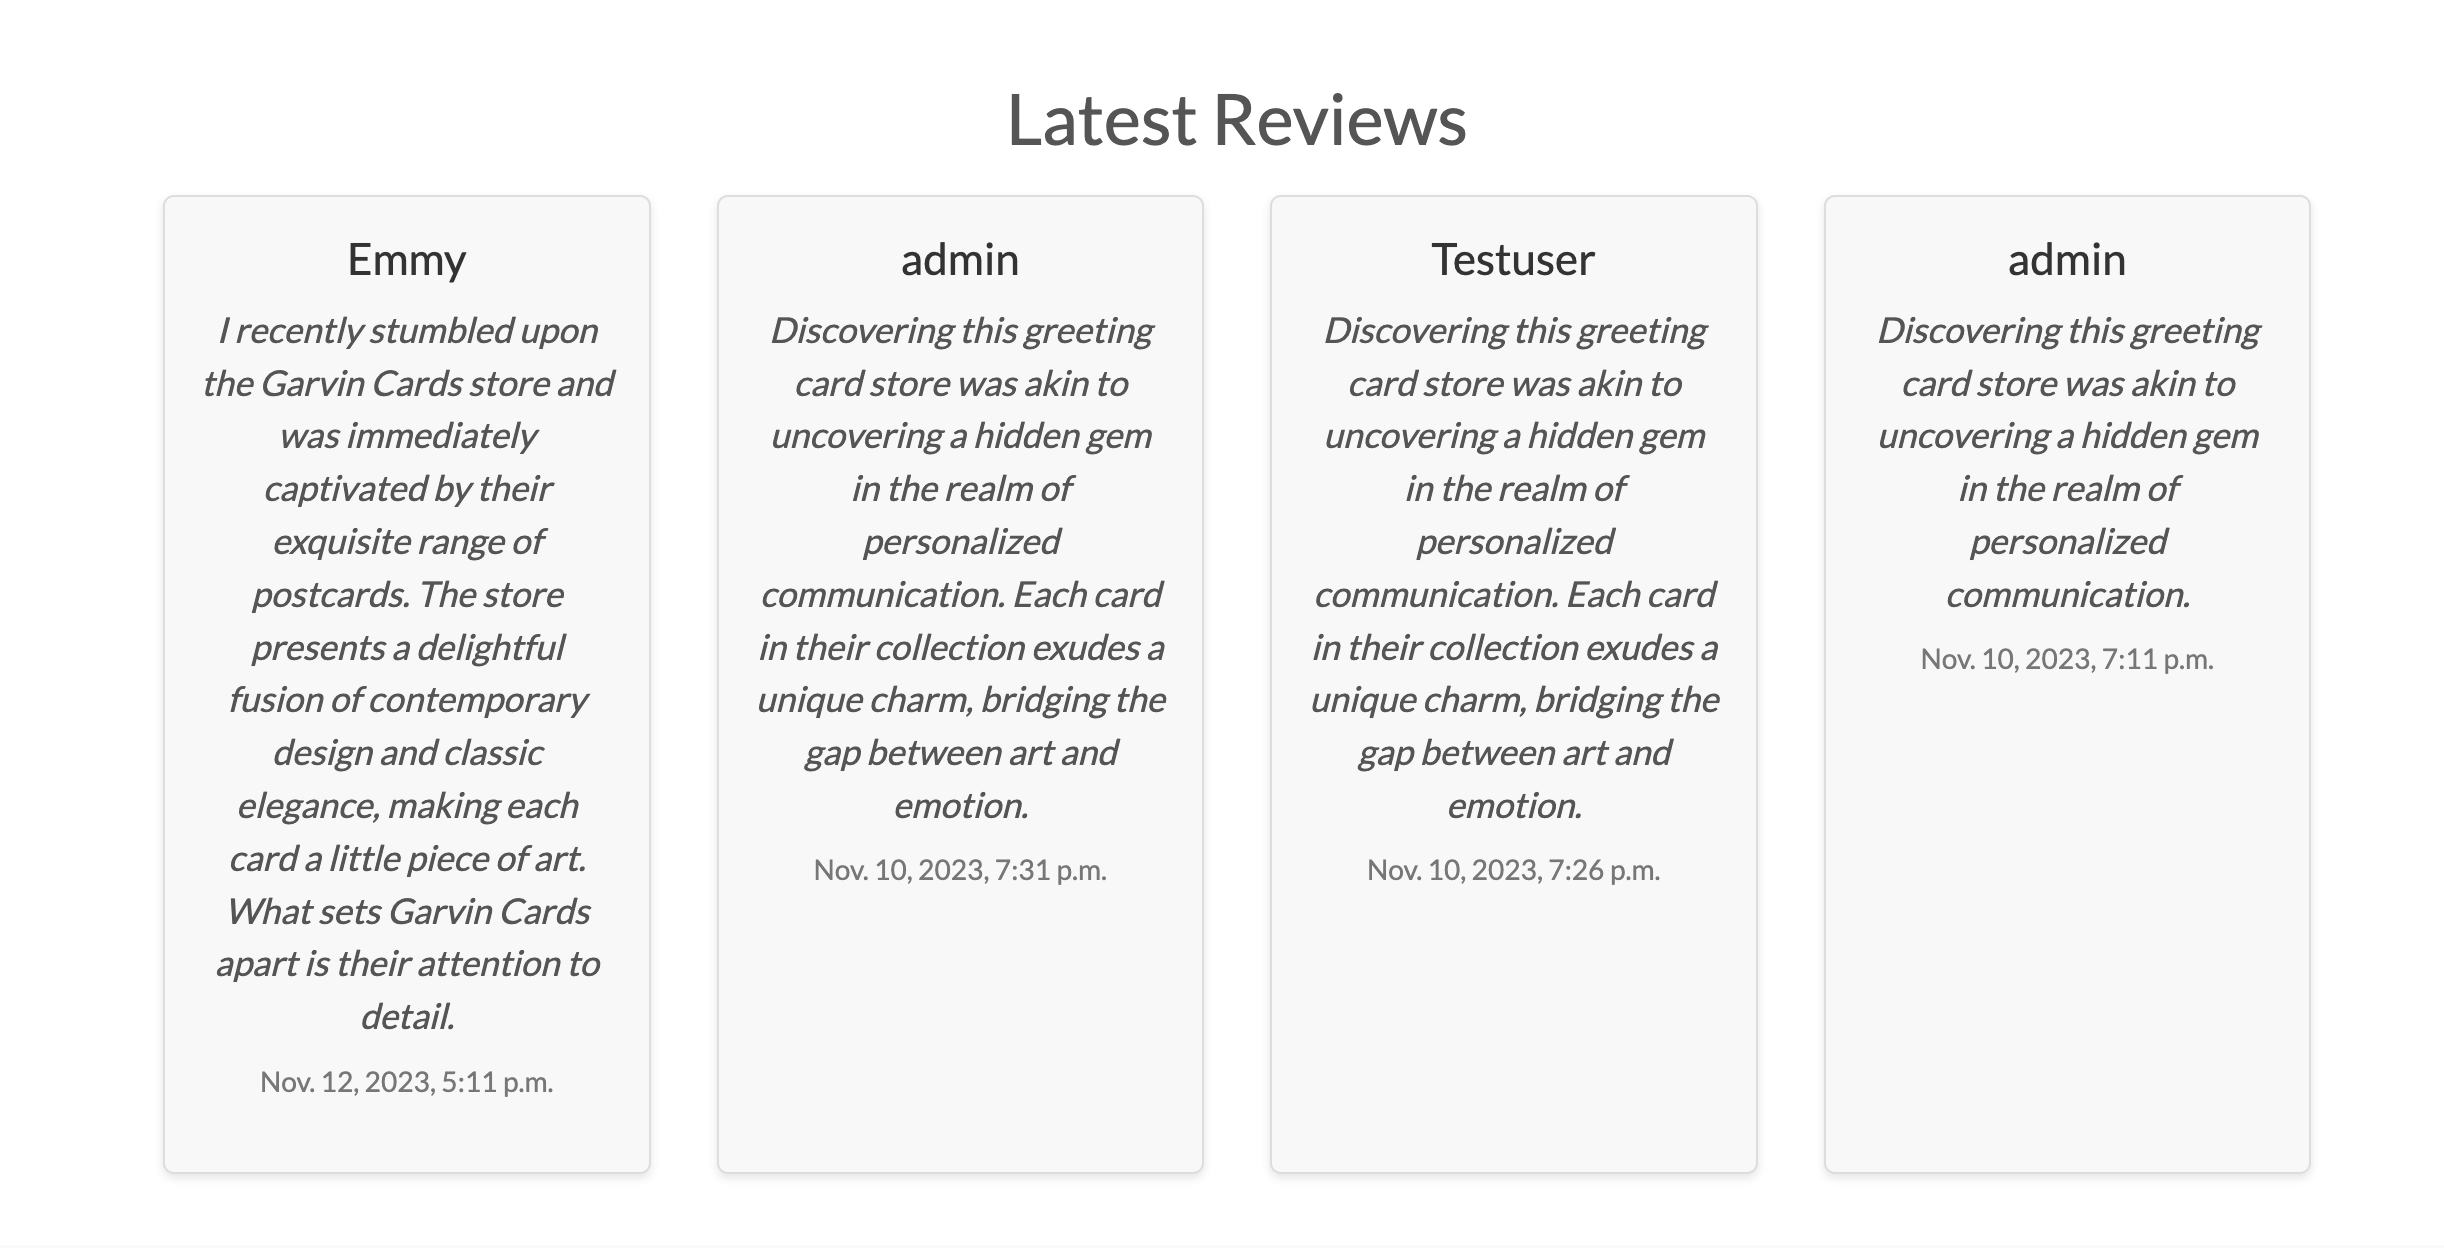 Latest Reviews
Emmy
I recently stumbled upon
the Garvin Cards store and
was immediately
captivated by their
exquisite range of
postcards. The store
presents a delightful
fusion of contemporary
design and classic
elegance, making each
card a little piece of art.
What sets Garvin Cards
apart is their attention to
detail.
Nov. 12, 2023, 5:11 p.m.
admin
Discovering this greeting
card store was akin to
uncovering a hidden gem
in the realm of
personalized
communication. Each card
in their collection exudes a
unique charm, bridging the
gap between art and
emotion.
Nov. 10, 2023, 7:31 p.m.
Testuser
Discovering this greeting
card store was akin to
uncovering a hidden gem
in the realm of
personalized
communication. Each card
in their collection exudes a
unique charm, bridging the
gap between art and
emotion.
Nov. 10, 2023, 7:26 p.m.
admin
Discovering this greeting
card store was akin to
uncovering a hidden gem
in the realm of
personalized
communication.
Nov. 10, 2023, 7:11 p.m.